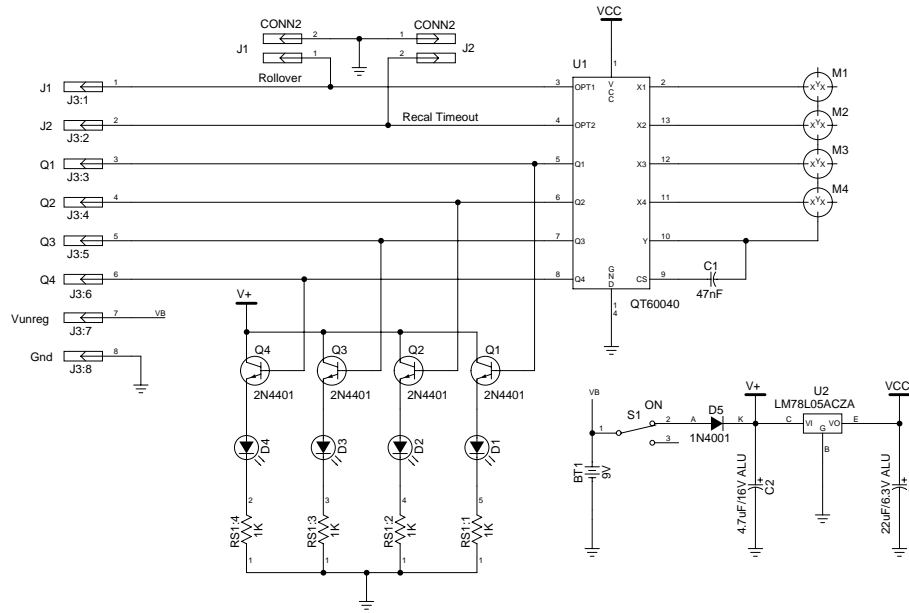 CONN2
CONN2
VCC
J1
2
2
J2
1
1
Rollover
U1
J1
1
J3:1
3
OPT1
VCC
1
X1
2
XYX
M1
J2
2
J3:2
Recal Timeout
4
OPT2
X2
13
XYX
M2
Q1
3
J3:3
5
Q1
X3
12
XYX
M3
Q2
4
J3:4
6
Q2
X4
11
XYX
M4
Q3
5
J3:5
7
Q3
Y
10
Q4
6
J3:6
8
Q4
GND
14
CS
9
C1
47nF
QT60040
Vunreg
7
VB
J3:7
V+
Gnd
8
J3:8
Q4
Q3
Q2
Q1
2N4401
2N4401
2N4401
2N4401
D4
D3
D2
D1
2
3
4
5
RS1:4
1K
RS1:3
1K
RS1:2
1K
RS1:1
1K
1
1
1
1
VB
S1
ON
1
2
3
A
D5
K
1N4001
BT1
9V
V+
4.7uF/16V ALU
C2
U2
LM78L05ACZA
C
VI
VO
G
E
B
VCC
22uF/6.3V ALU